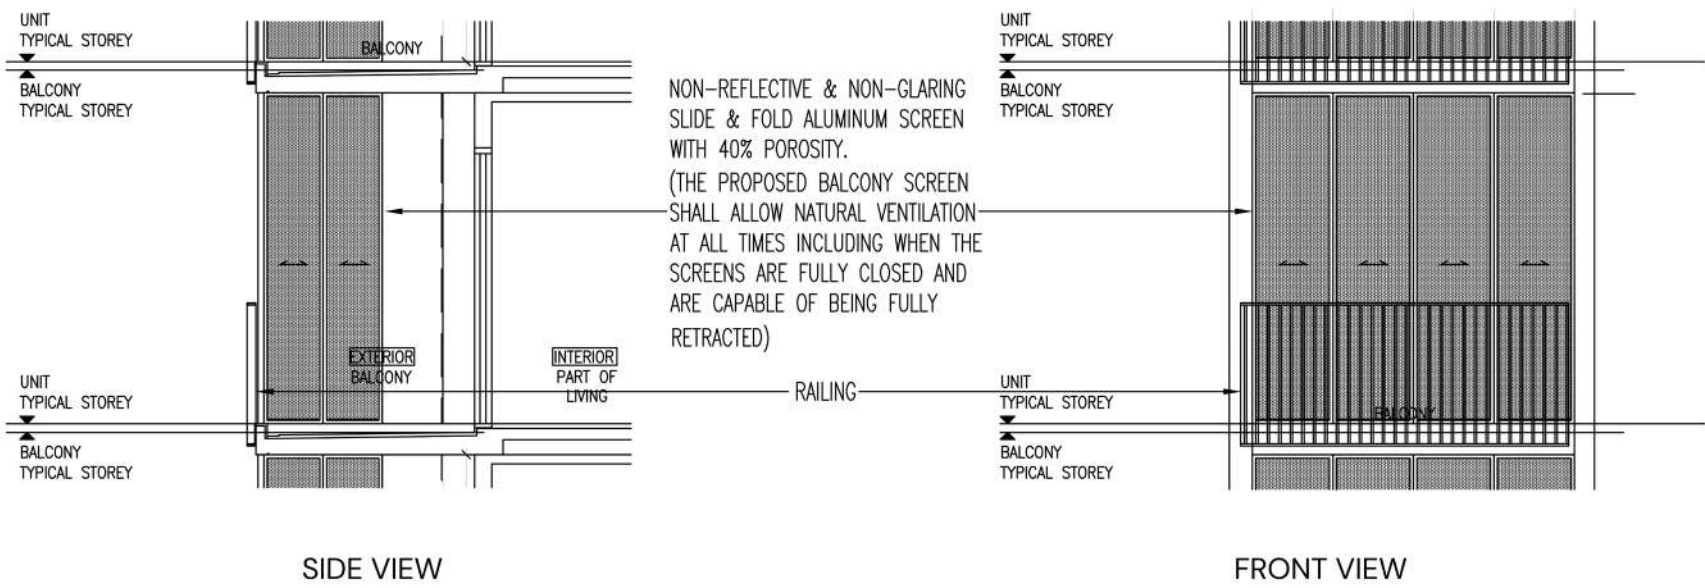 UNIT
TYPICAL STOREY
BALCONY
BALCONY
TYPICAL STOREY
EXTERIOR
BALCONY
INTERIOR
PART OF
LIVING
UNIT
TYPICAL STOREY
BALCONY
TYPICAL STOREY
NON-REFLECTIVE & NON-GLARING
SLIDE & FOLD ALUMINUM SCREEN
WITH 40% POROSITY.
(THE PROPOSED BALCONY SCREEN
SHALL ALLOW NATURAL VENTILATION
AT ALL TIMES INCLUDING WHEN THE
SCREENS ARE FULLY CLOSED AND
ARE CAPABLE OF BEING FULLY
RETRACTED)
RAILING
UNIT
TYPICAL STOREY
BALCONY
TYPICAL STOREY
UNIT
TYPICAL STOREY
BALCONY
BALCONY
TYPICAL STOREY
SIDE VIEW
FRONT VIEW